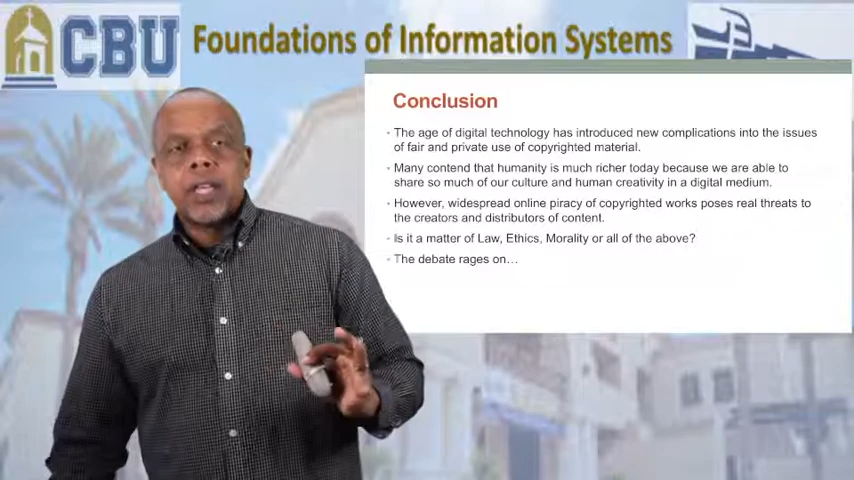 CBU Foundations of Information Systems
Conclusion
The age of digital technology has introduced new complications into the issues
of fair and private use of copyrighted material.
Many contend that humanity is much richer today because we are able to
share so much of our culture and human creativity in a digital medium.
However, widespread online piracy of copyrighted works poses real threats to
the creators and distributors of content.
Is it a matter of Law, Ethics, Morality or all of the above?
The debate rages on…